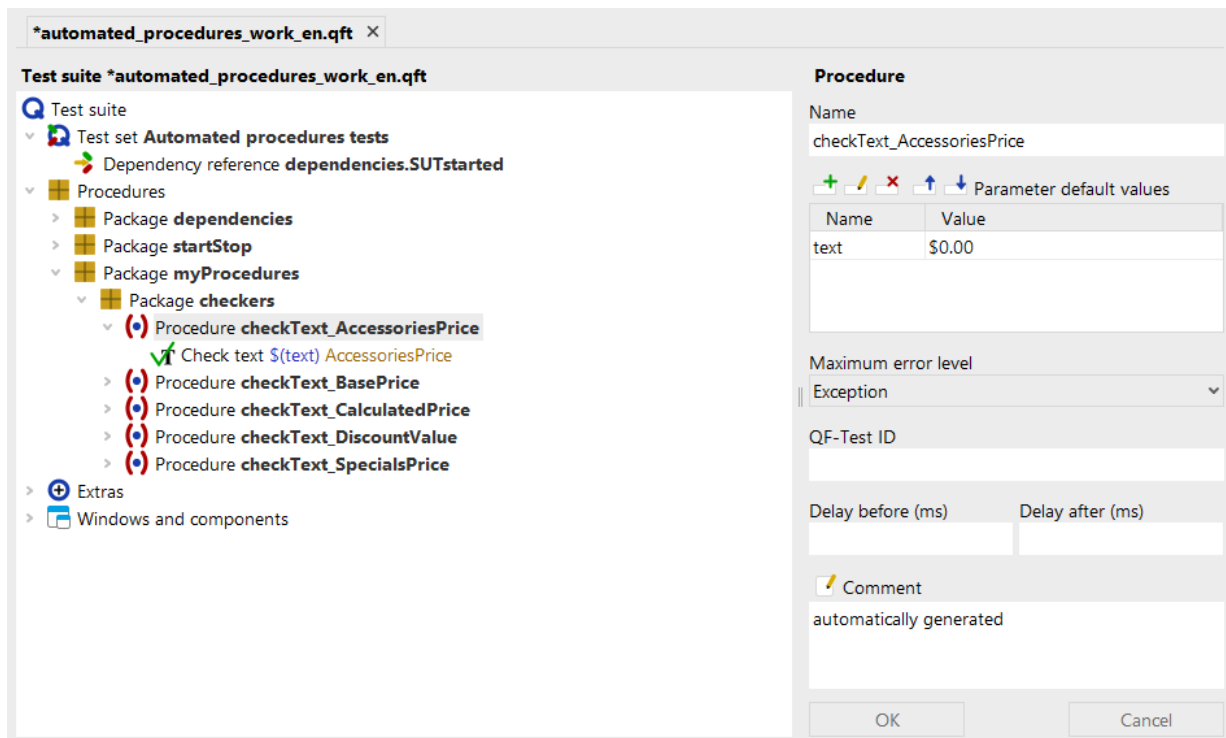 *automated_procedures_work_en.qft ×
Test suite *automated_procedures_work_en.qft
Test suite
Test set Automated procedures tests
Dependency reference dependencies.SUTstarted
Procedures
Package dependencies
Package startStop
Package myProcedures
Package checkers
Procedure checkText_AccessoriesPrice
Check text $(text) AccessoriesPrice
Procedure checkText_BasePrice
Procedure checkText_CalculatedPrice
Procedure checkText_DiscountValue
Procedure checkText_SpecialsPrice
Extras
Windows and components
Procedure
Name
checkText_AccessoriesPrice
Parameter default values
Name Value
text $0.00
Maximum error level
Exception
QF-Test ID
Delay before (ms) Delay after (ms)
Comment
automatically generated
OK Cancel